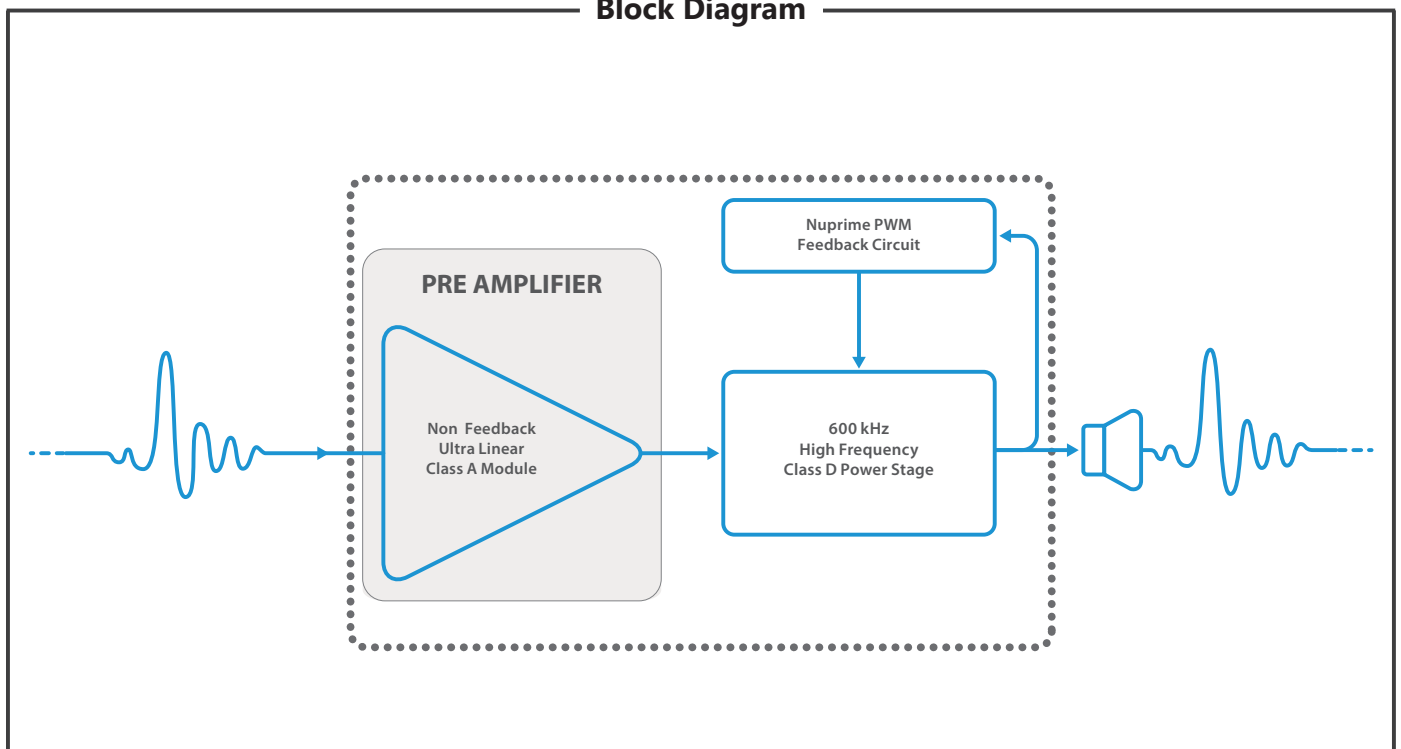 Block Diagram
Nuprime PWM
Feedback Circuit
PRE AMPLIFIER
Non Feedback
Ultra Linear
Class A Module
600 kHz
High Frequency
Class D Power Stage